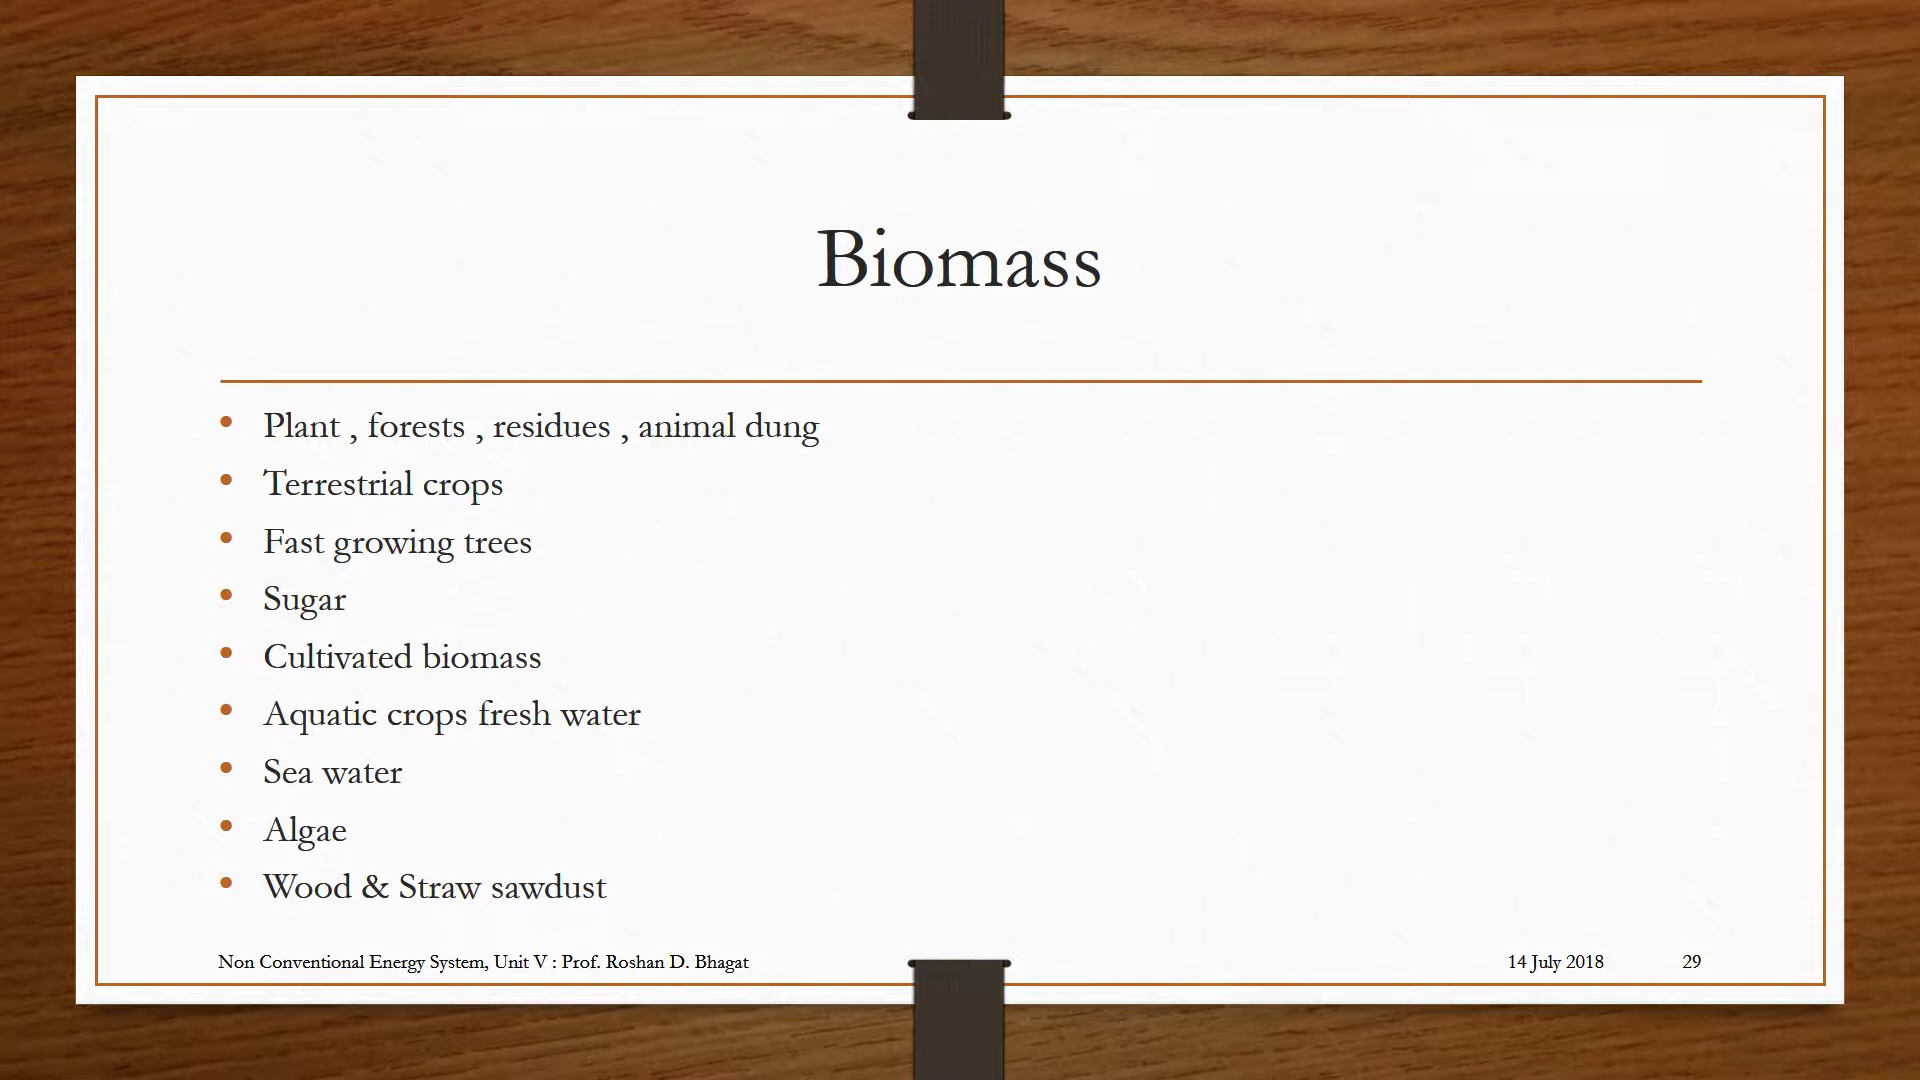 Biomass
• Plant , forests , residues , animal dung
• Terrestrial crops
• Fast growing trees
• Sugar
• Cultivated biomass
• Aquatic crops fresh water
• Sea water
• Algae
• Wood & Straw sawdust
Non Conventional Energy System, Unit V : Prof. Roshan D. Bhagat 14 July 2018 29